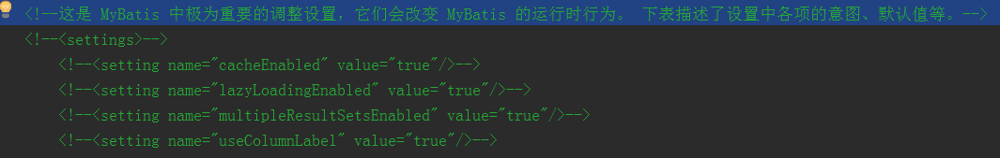 <!--这是 MyBatis 中极为重要的调整设置，它们会改变 MyBatis 的运行时行为。 下表描述了设置中各项的意图、默认值等。-->
<!--<settings>-->
<!--<setting name="cacheEnabled" value="true"/>-->
<!--<setting name="lazyLoadingEnabled" value="true"/>-->
<!--<setting name="multipleResultSetsEnabled" value="true"/>-->
<!--<setting name="useColumnLabel" value="true"/>-->